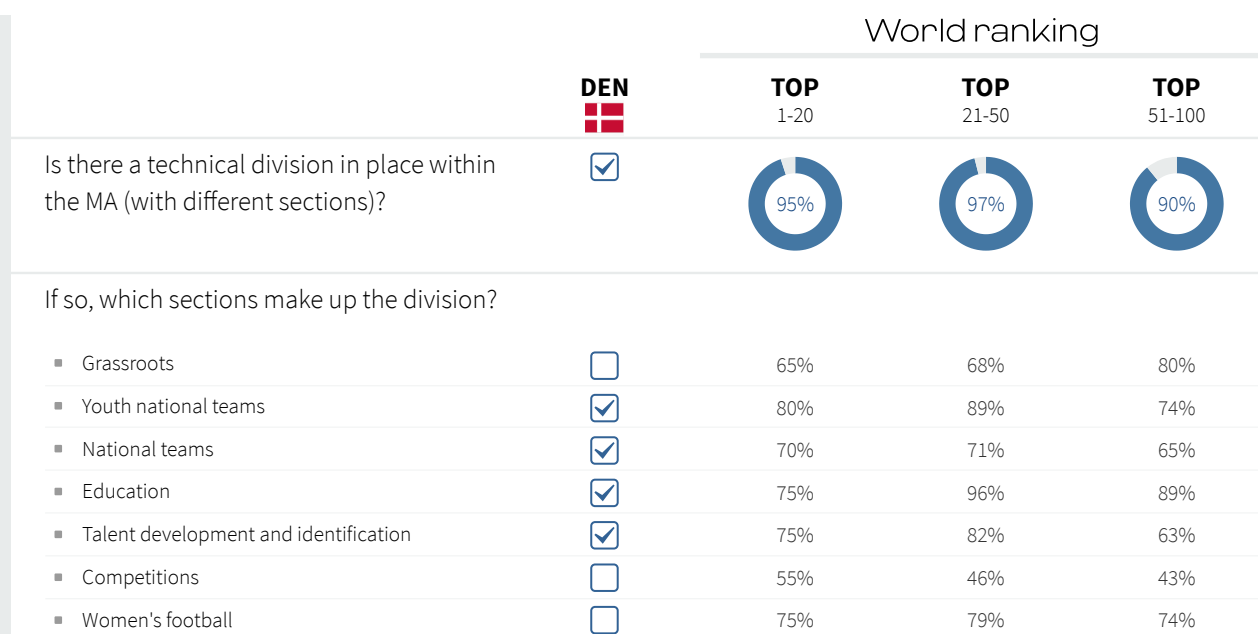 World ranking
DEN TOP TOP TOP
1-20 21-50 51-100
Is there a technical division in place within
the MA (with different sections)?
95% 97% 90%
If so, which sections make up the division?
Grassroots 65% 68% 80%
Youth national teams 80% 89% 74%
National teams 70% 71% 65%
Education 75% 96% 89%
Talent development and identification 75% 82% 63%
Competitions 55% 46% 43%
Women's football 75% 79% 74%